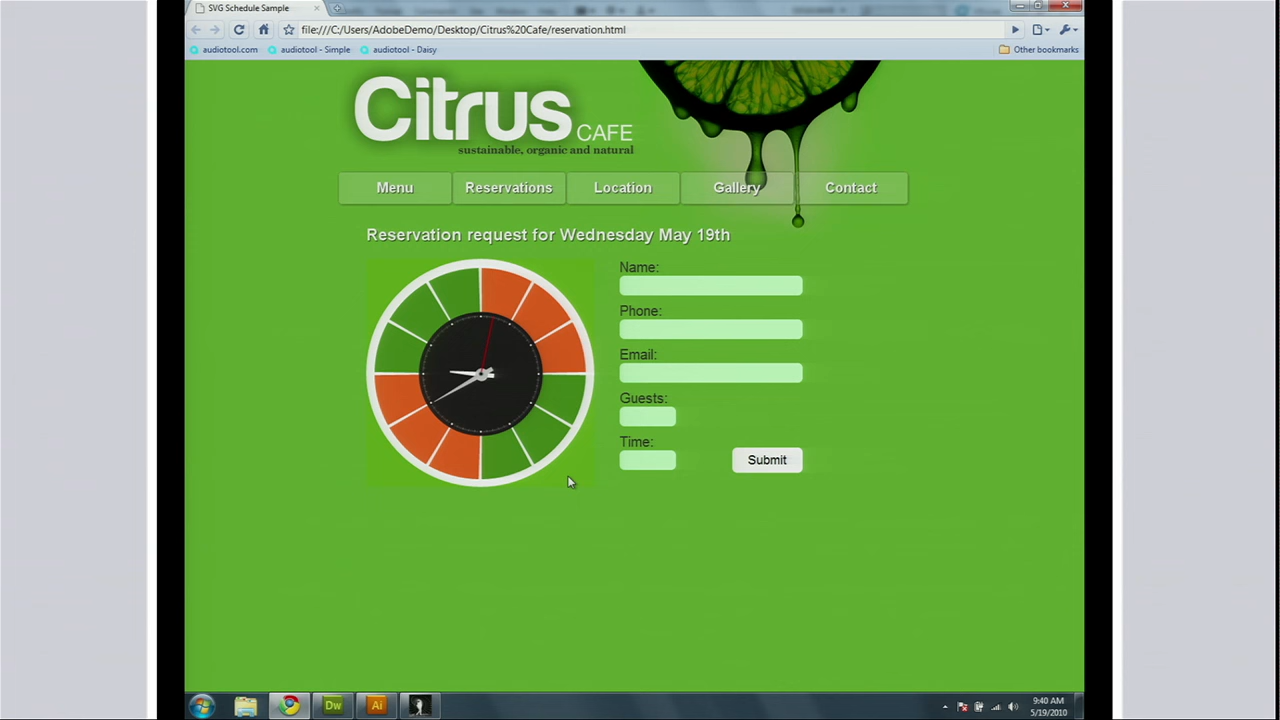 SVG Schedule Sample
file:///C:/Users/AdobeDemo/Desktop/Citrus%20Cafe/reservation.html
audiotool.com audiotool - Simple audiotool - Daisy Other bookmarks
Citrus CAFE
sustainable, organic and natural
Menu Reservations Location Gallery Contact
Reservation request for Wednesday May 19th
Name:
Phone:
Email:
Guests:
Time:
Submit
Dw Ai 9:40 AM
5/19/2010